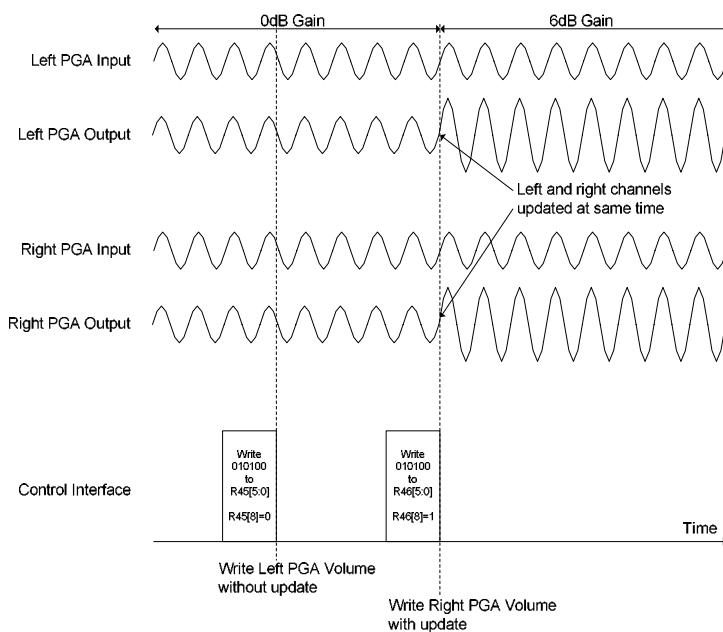 0dB Gain
6dB Gain
Left PGA Input
Left PGA Output
Left and right channels
updated at same time
Right PGA Input
Right PGA Output
Write
010100
to
R45[5:0]
R45[8]=0
Write
010100
to
R46[5:0]
R46[8]=1
Control Interface
Time
Write Left PGA Volume
without update
Write Right PGA Volume
with update